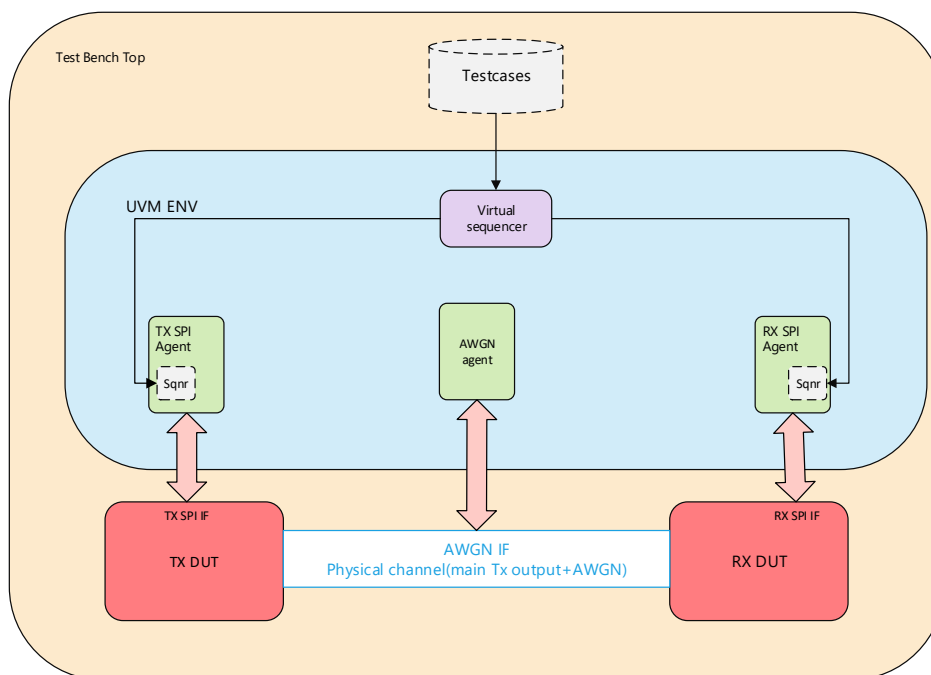 Test Bench Top
Testcases
UVM ENV
Virtual
sequencer
TX SPI
Agent
Sqnr
AWGN
agent
RX SPI
Agent
Sqnr
TX SPI IF
TX DUT
AWGN IF
Physical channel(main Tx output+AWGN)
RX SPI IF
RX DUT